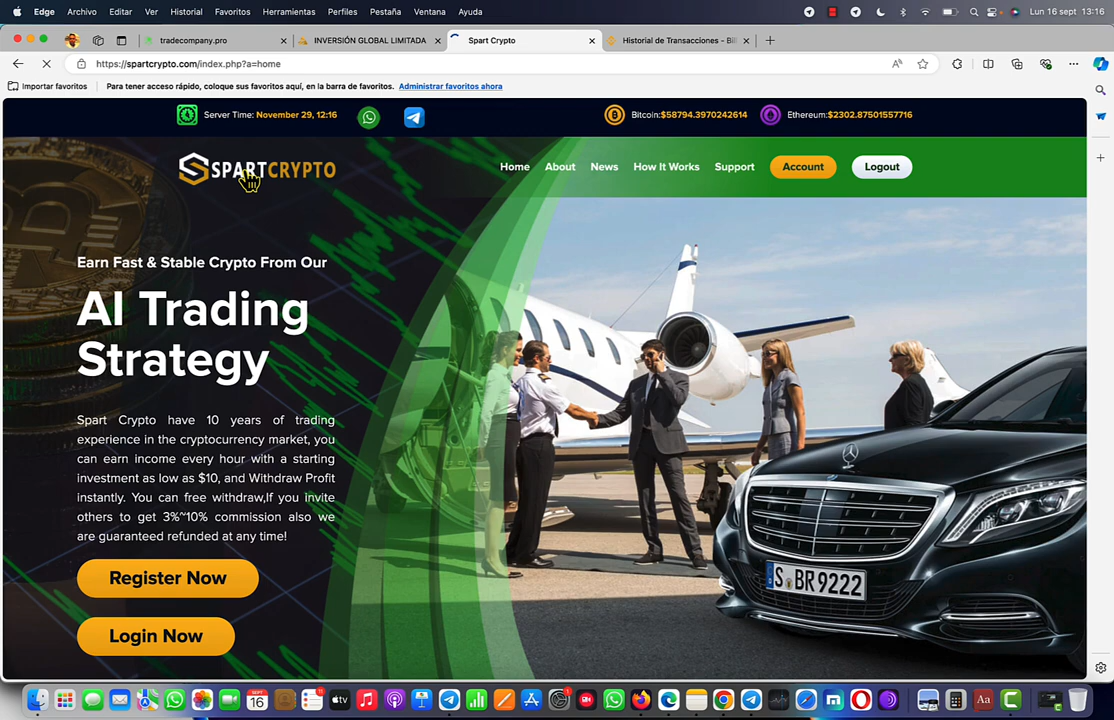 Edge Archivo Editar Ver Historial Favoritos Herramientas Perfiles Pestaña Ventana Ayuda Lun 16 sept 13:16
tradecompany.pro INVERSIÓN GLOBAL LIMITADA Spart Crypto Historial de Transacciones - Bill
https://spartcrypto.com/index.php?a=home
Importar favoritos Para tener acceso rápido, coloque sus favoritos aquí, en la barra de favoritos. Administrar favoritos ahora
Server Time: November 29, 12:16 Bitcoin:$58794.3970242614 Ethereum:$2302.87501557716
SPARTCRYPTO Home About News How It Works Support Account Logout
Earn Fast & Stable Crypto From Our
AI Trading
Strategy
Spart Crypto have 10 years of trading
experience in the cryptocurrency market, you
can earn income every hour with a starting
investment as low as $10, and Withdraw Profit
instantly. You can free withdraw,If you invite
others to get 3%~10% commission also we
are guaranteed refunded at any time!
Register Now
Login Now
S BR 9222
SEPT
16
tv
Aa